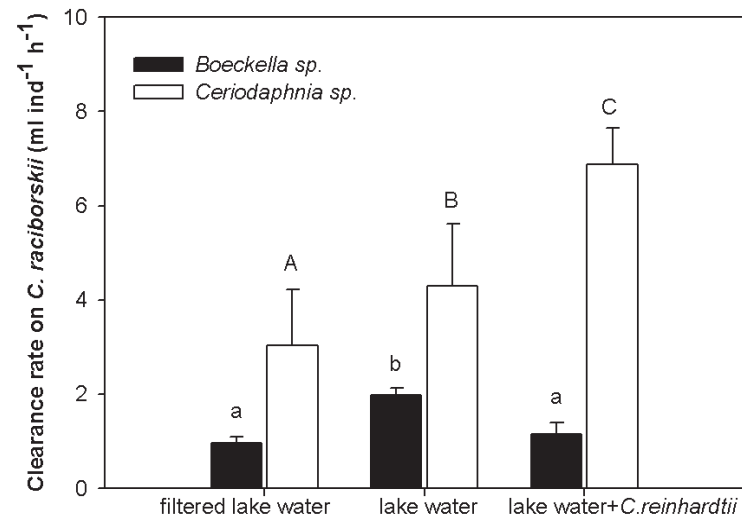 Clearance rate on C. raciborskii (ml ind⁻¹ h⁻¹)
10
8
6
4
2
0
Boeckella sp.
Ceriodaphnia sp.
a
A
b
B
a
C
filtered lake water
lake water
lake water+C.reinhardtii